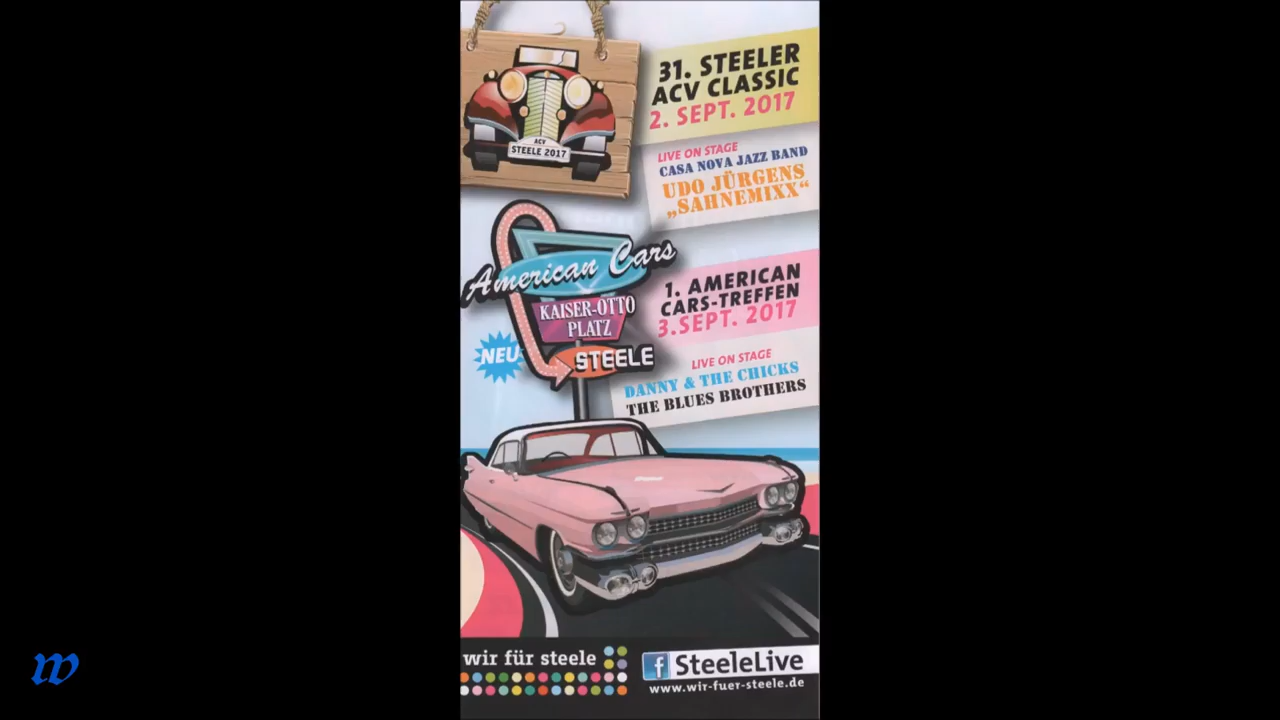 31. STEELER
ACV CLASSIC
2. SEPT. 2017
ACV
STEELE 2017
LIVE ON STAGE
CASA NOVA JAZZ BAND
UDO JÜRGENS
„SAHNEMIXX“
American Cars
KAISER-OTTO
PLATZ
NEU
STEELE
1. AMERICAN
CARS-TREFFEN
3.SEPT. 2017
LIVE ON STAGE
DANNY & THE CHICKS
THE BLUES BROTHERS
wir für steele
f SteeleLive
www.wir-fuer-steele.de
w